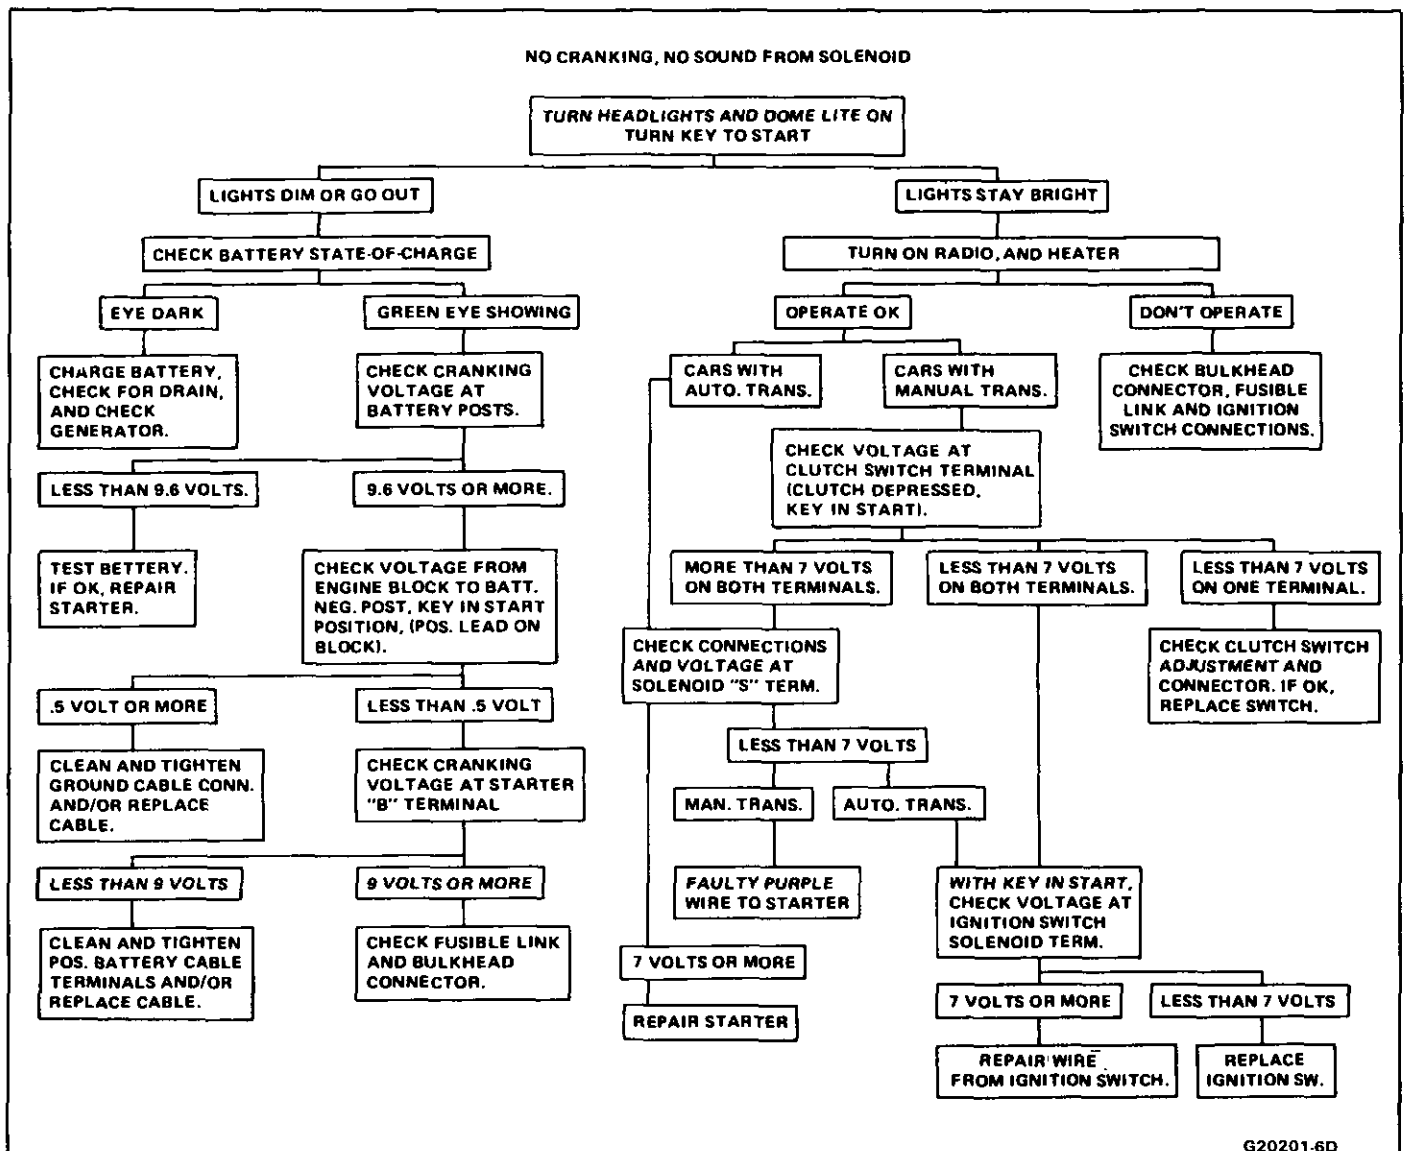 NO CRANKING, NO SOUND FROM SOLENOID
TURN HEADLIGHTS AND DOME LITE ON
TURN KEY TO START
LIGHTS DIM OR GO OUT
LIGHTS STAY BRIGHT
CHECK BATTERY STATE-OF-CHARGE
TURN ON RADIO, AND HEATER
EYE DARK
GREEN EYE SHOWING
OPERATE OK
DON'T OPERATE
CHARGE BATTERY,
CHECK FOR DRAIN,
AND CHECK
GENERATOR.
CHECK CRANKING
VOLTAGE AT
BATTERY POSTS.
CARS WITH
AUTO. TRANS.
CARS WITH
MANUAL TRANS.
CHECK BULKHEAD
CONNECTOR, FUSIBLE
LINK AND IGNITION
SWITCH CONNECTIONS.
CHECK VOLTAGE AT
CLUTCH SWITCH TERMINAL
(CLUTCH DEPRESSED,
KEY IN START).
LESS THAN 9.6 VOLTS.
9.6 VOLTS OR MORE.
TEST BETTERY.
IF OK, REPAIR
STARTER.
CHECK VOLTAGE FROM
ENGINE BLOCK TO BATT.
NEG. POST, KEY IN START
POSITION, (POS. LEAD ON
BLOCK).
MORE THAN 7 VOLTS
ON BOTH TERMINALS.
LESS THAN 7 VOLTS
ON BOTH TERMINALS.
LESS THAN 7 VOLTS
ON ONE TERMINAL.
CHECK CONNECTIONS
AND VOLTAGE AT
SOLENOID "S" TERM.
CHECK CLUTCH SWITCH
ADJUSTMENT AND
CONNECTOR. IF OK,
REPLACE SWITCH.
.5 VOLT OR MORE
LESS THAN .5 VOLT
LESS THAN 7 VOLTS
CLEAN AND TIGHTEN
GROUND CABLE CONN.
AND/OR REPLACE
CABLE.
CHECK CRANKING
VOLTAGE AT STARTER
"B" TERMINAL
MAN. TRANS.
AUTO. TRANS.
LESS THAN 9 VOLTS
9 VOLTS OR MORE
FAULTY PURPLE
WIRE TO STARTER
WITH KEY IN START,
CHECK VOLTAGE AT
IGNITION SWITCH
SOLENOID TERM.
CLEAN AND TIGHTEN
POS. BATTERY CABLE
TERMINALS AND/OR
REPLACE CABLE.
CHECK FUSIBLE LINK
AND BULKHEAD
CONNECTOR.
7 VOLTS OR MORE
REPAIR STARTER
7 VOLTS OR MORE
LESS THAN 7 VOLTS
REPAIR WIRE
FROM IGNITION SWITCH.
REPLACE
IGNITION SW.
G20201-6D